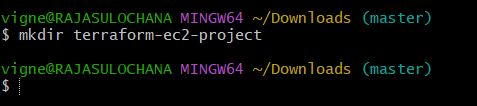 vigne@RAJASULOCHANA MINGW64 ~/Downloads (master)
$ mkdir terraform-ec2-project
vigne@RAJASULOCHANA MINGW64 ~/Downloads (master)
$